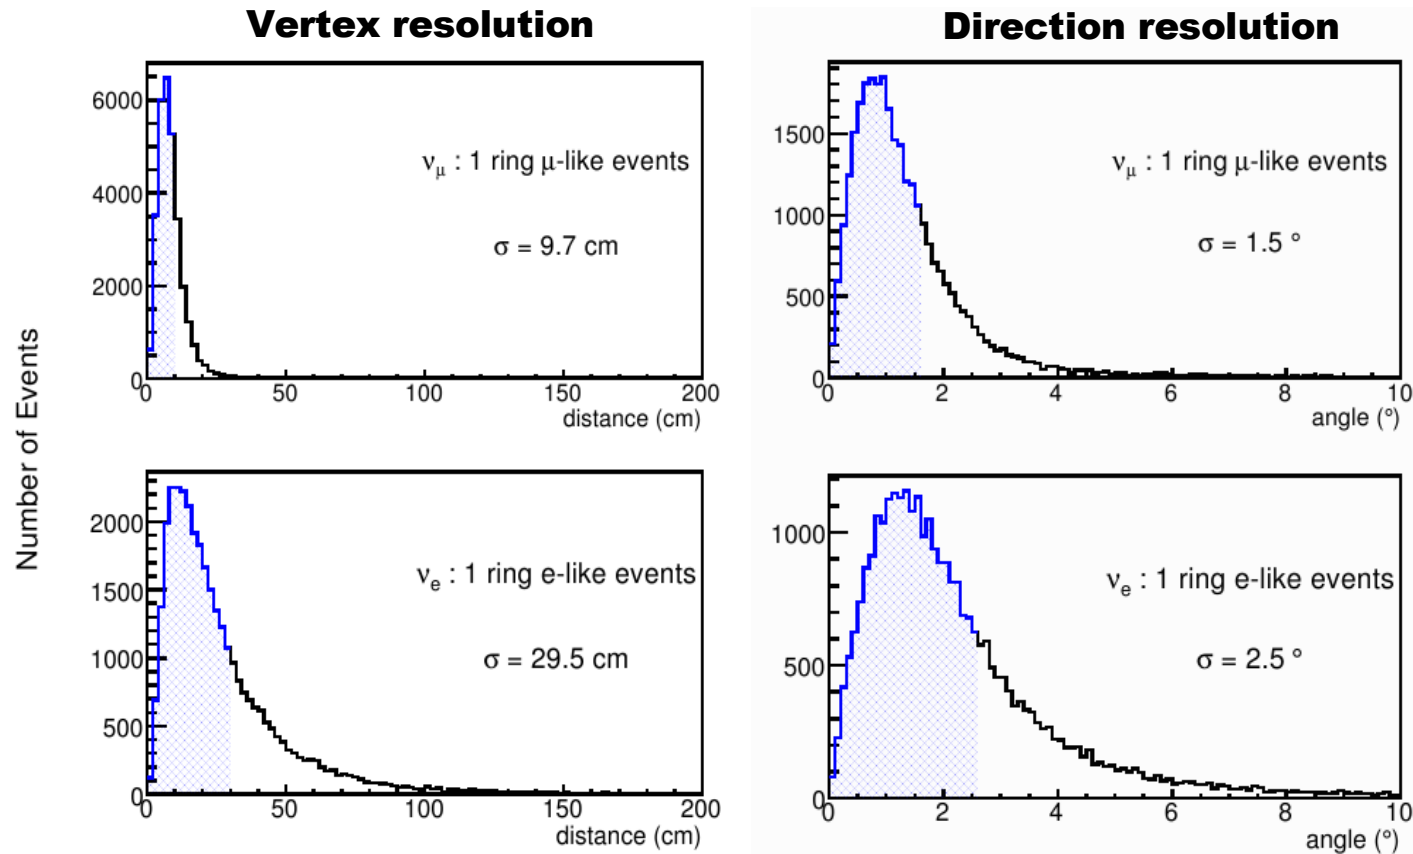 Vertex resolution
Direction resolution
Number of Events
6000
4000
2000
0
ν_μ : 1 ring μ-like events
σ = 9.7 cm
0 50 100 150 200
distance (cm)
1500
1000
500
0
ν_μ : 1 ring μ-like events
σ = 1.5 °
0 2 4 6 8 10
angle (°)
2000
1500
1000
500
0
ν_e : 1 ring e-like events
σ = 29.5 cm
0 50 100 150 200
distance (cm)
1000
500
0
ν_e : 1 ring e-like events
σ = 2.5 °
0 2 4 6 8 10
angle (°)